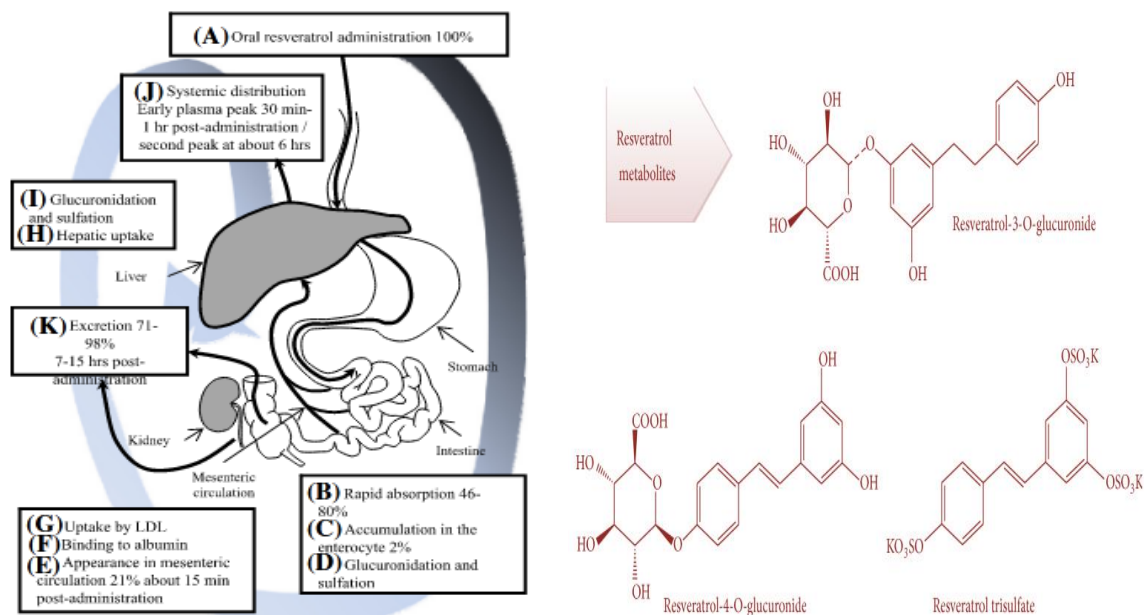 (A) Oral resveratrol administration 100%
(J) Systemic distribution
Early plasma peak 30 min-
1 hr post-administration /
second peak at about 6 hrs
(I) Glucuronidation
and sulfation
(H) Hepatic uptake
Liver
(K) Excretion 71-
98%
7-15 hrs post-
administration
Stomach
Kidney
Intestine
Mesenteric
circulation
(B) Rapid absorption 46-
80%
(C) Accumulation in the
enterocyte 2%
(D) Glucuronidation and
sulfation
(G) Uptake by LDL
(F) Binding to albumin
(E) Appearance in mesenteric
circulation 21% about 15 min
post-administration
Resveratrol
metabolites
OH
OH
HO
O
HO
O
HO
COOH
OH
Resveratrol-3-O-glucuronide
OH
COOH
HO
O
OH
HO
O
OH
Resveratrol-4-O-glucuronide
OSO3K
OSO3K
KO3SO
Resveratrol trisulfate